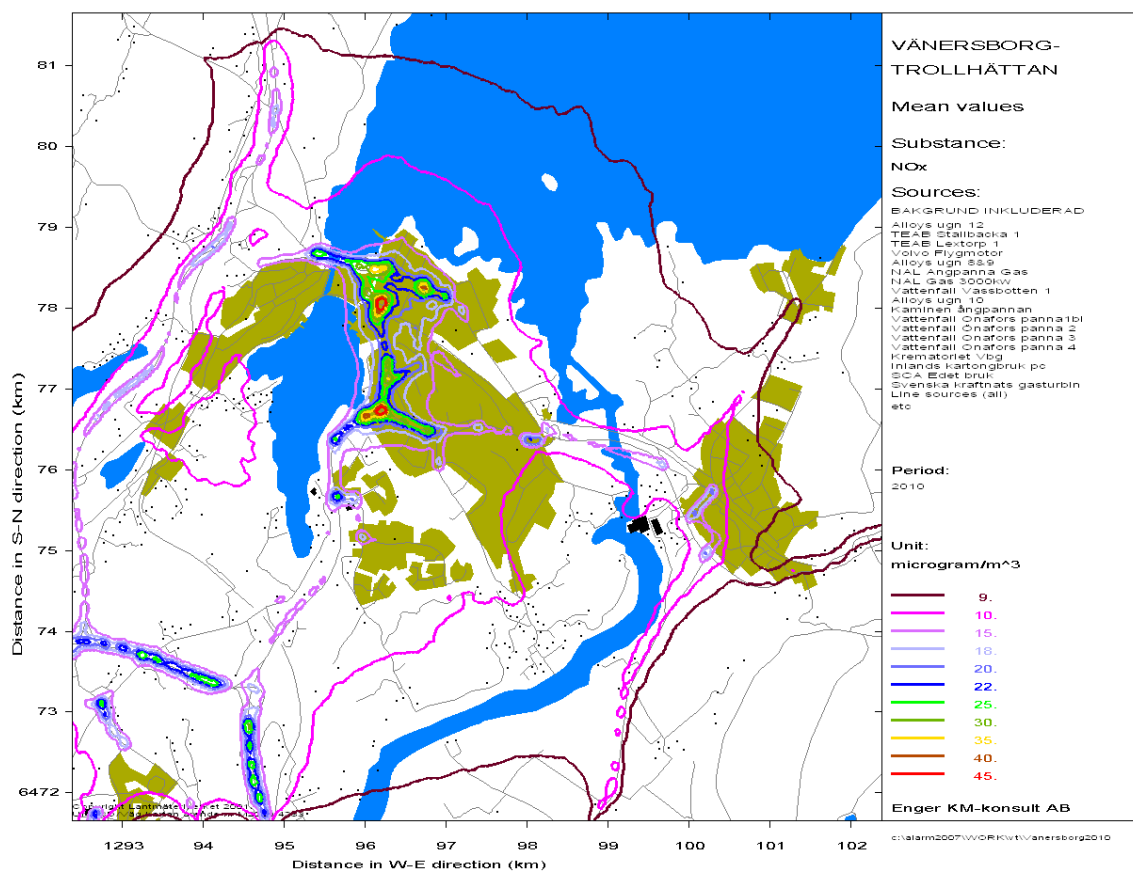 VÄNERSBORG-
TROLLHÄTTAN
Mean values
Substance:
NOx
Sources:
BAKGRUND INKLUDERAD
Alloys ugn 12
TEAB Stallbacka 1
TEAB Lextorp 1
Volvo Flygmotor
Alloys ugn 8&9
NAL Angpanna Gas
NAL Gas 3000kw
Vattenfall Vassbotten 1
Alloys ugn 10
Kaminen ångpannan
Vattenfall Onafors panna1bl
Vattenfall Onafors panna 2
Vattenfall Onafors panna 3
Vattenfall Onafors panna 4
Krematoriet Vbg
Inlands kartongbruk pc
SCA Edet bruk
Svenska kraftnats gasturbin
Line sources (all)
etc
Period:
2010
Unit:
microgram/m^3
9.
10.
15.
18.
20.
22.
25.
30.
35.
40.
45.
Enger KM-konsult AB
c:\alarm2007\WORK\wt\Vanersborg2010
Distance in S-N direction (km)
81
80
79
78
77
76
75
74
73
6472
Copyright Lantmäteriet 2001
1293 94 95 96 97 98 99 100 101 102
Distance in W-E direction (km)